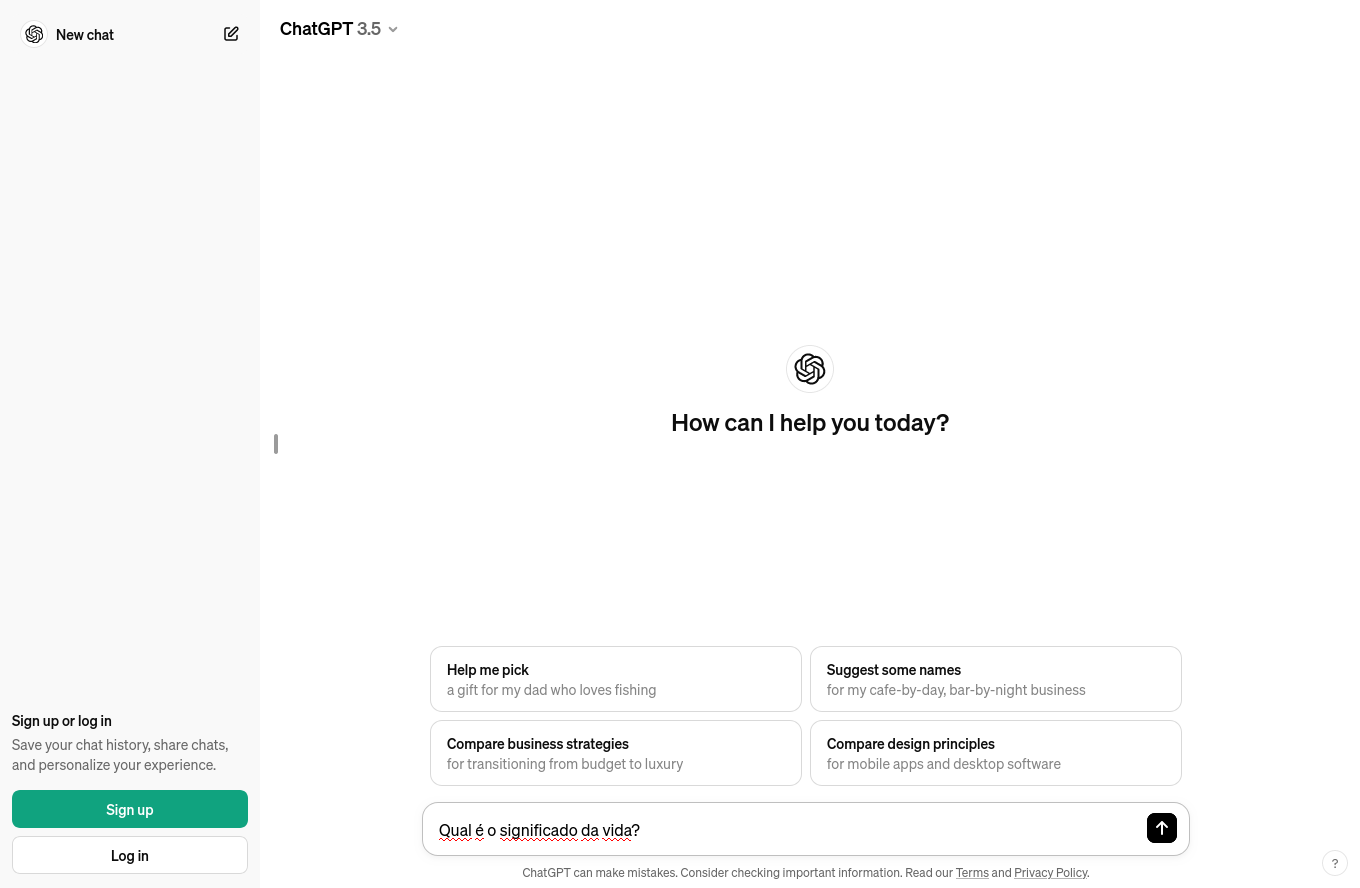 New chat
ChatGPT 3.5
How can I help you today?
Help me pick
a gift for my dad who loves fishing
Suggest some names
for my cafe-by-day, bar-by-night business
Compare business strategies
for transitioning from budget to luxury
Compare design principles
for mobile apps and desktop software
Sign up or log in
Save your chat history, share chats,
and personalize your experience.
Sign up
Log in
Qual é o significado da vida?
ChatGPT can make mistakes. Consider checking important information. Read our Terms and Privacy Policy.
?